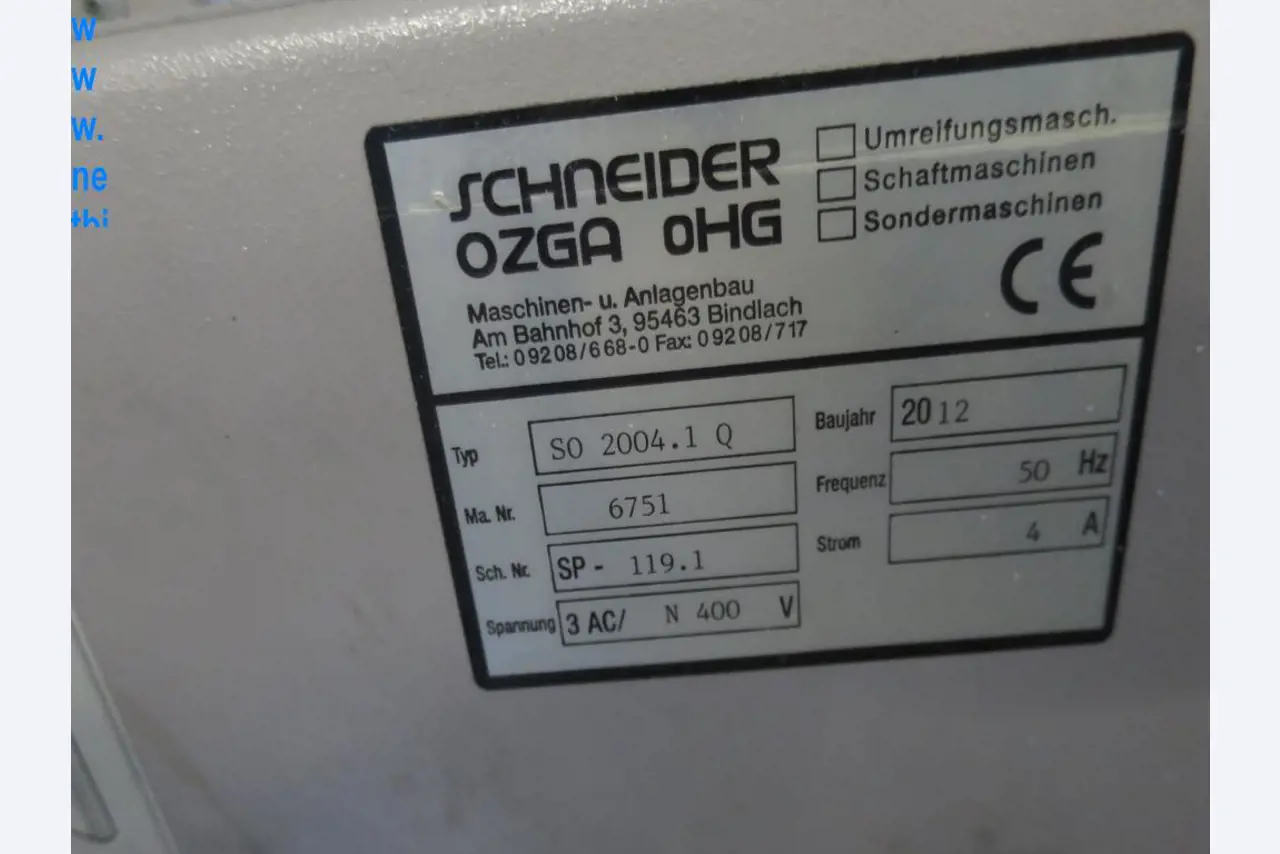 w
w
w.
ne
thi
SCHNEIDER
OZGA OHG
Maschinen- u. Anlagenbau
Am Bahnhof 3, 95463 Bindlach
Tel.: 09208/668-0 Fax: 09208/717
Umreifungsmasch.
Schaftmaschinen
Sondermaschinen
CE
Typ SO 2004.1 Q
Ma. Nr. 6751
Sch. Nr. SP - 119.1
Spannung 3 AC/ N 400 V
Baujahr 2012
Frequenz 50 Hz
Strom 4 A